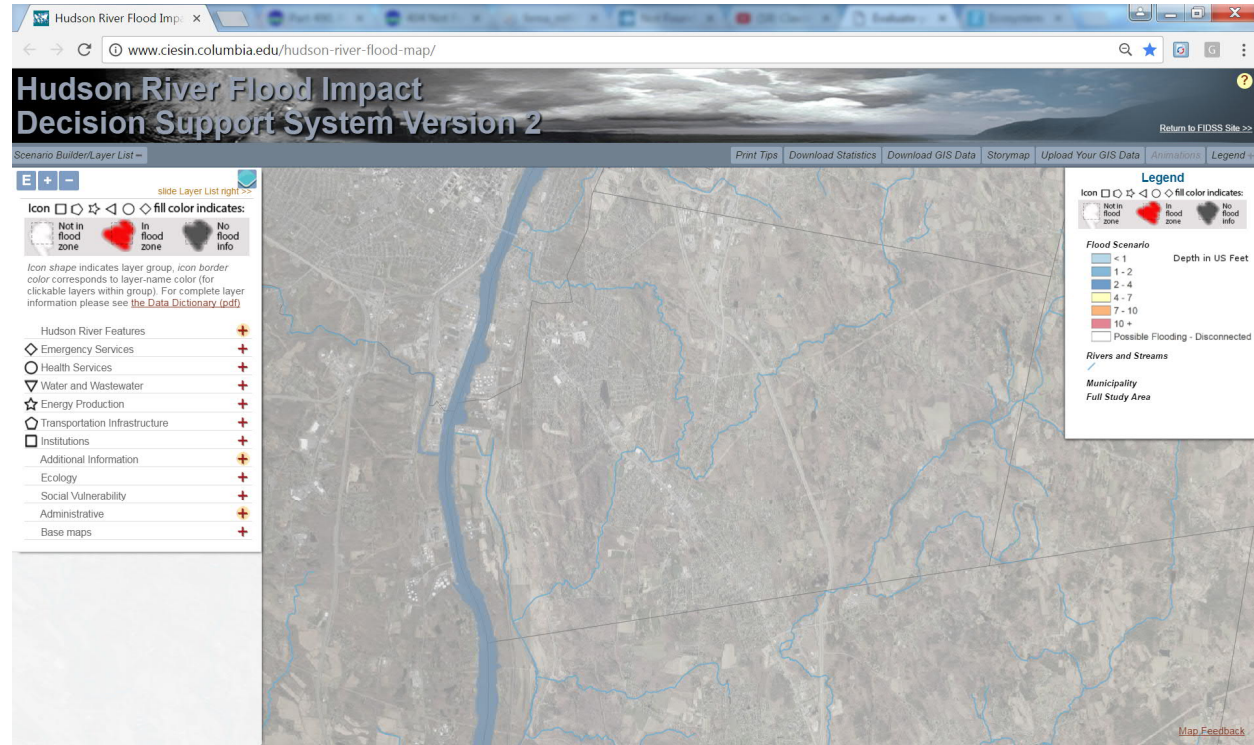 Hudson River Flood Imp
www.ciesin.columbia.edu/hudson-river-flood-map/
G
Hudson River Flood Impact
Decision Support System Version 2
?
Return to FIDSS Site >>
Scenario Builder/Layer List –
Print Tips Download Statistics Download GIS Data Storymap Upload Your GIS Data Animations Legend +
E + −
slide Layer List right >>
Icon fill color indicates:
Not in flood zone
In flood zone
No flood info
Icon shape indicates layer group, icon border
color corresponds to layer-name color (for
clickable layers within group). For complete layer
information please see the Data Dictionary (pdf)
Hudson River Features +
Emergency Services +
Health Services +
Water and Wastewater +
Energy Production +
Transportation Infrastructure +
Institutions +
Additional Information +
Ecology +
Social Vulnerability +
Administrative +
Base maps +
Legend
Icon fill color indicates:
Not in flood zone
In flood zone
No flood info
Flood Scenario
< 1 Depth in US Feet
1 - 2
2 - 4
4 - 7
7 - 10
10 +
Possible Flooding - Disconnected
Rivers and Streams
Municipality
Full Study Area
Map Feedback